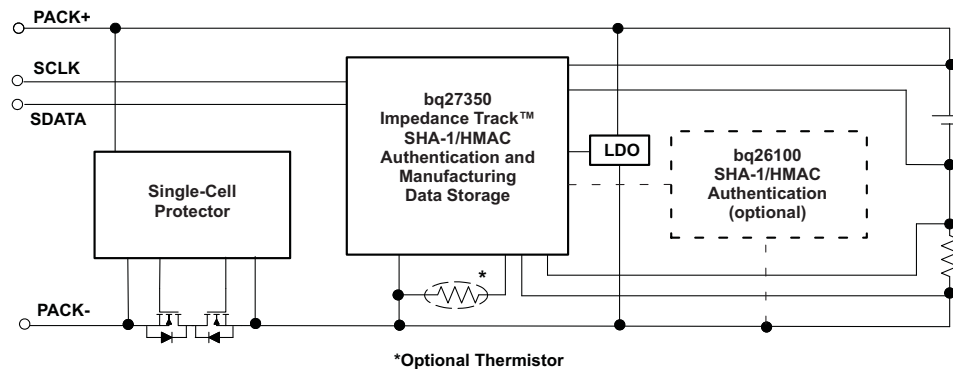 PACK+
SCLK
SDATA
bq27350
Impedance Track™
SHA-1/HMAC
Authentication and
Manufacturing
Data Storage
LDO
bq26100
SHA-1/HMAC
Authentication
(optional)
Single-Cell
Protector
*
PACK-
*Optional Thermistor